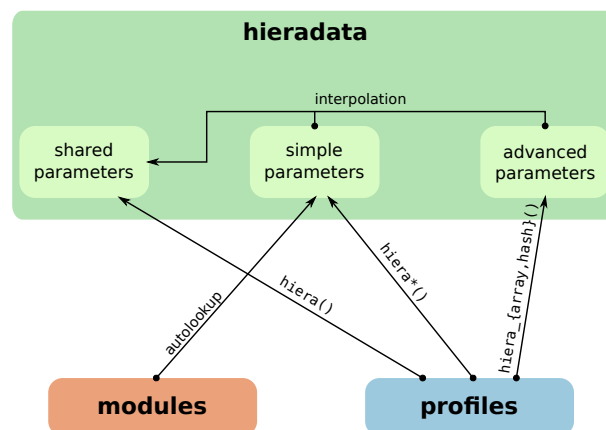 hieradata
interpolation
shared
parameters
simple
parameters
advanced
parameters
autolookup
hiera()
hiera*()
hiera_{array,hash}()
modules
profiles